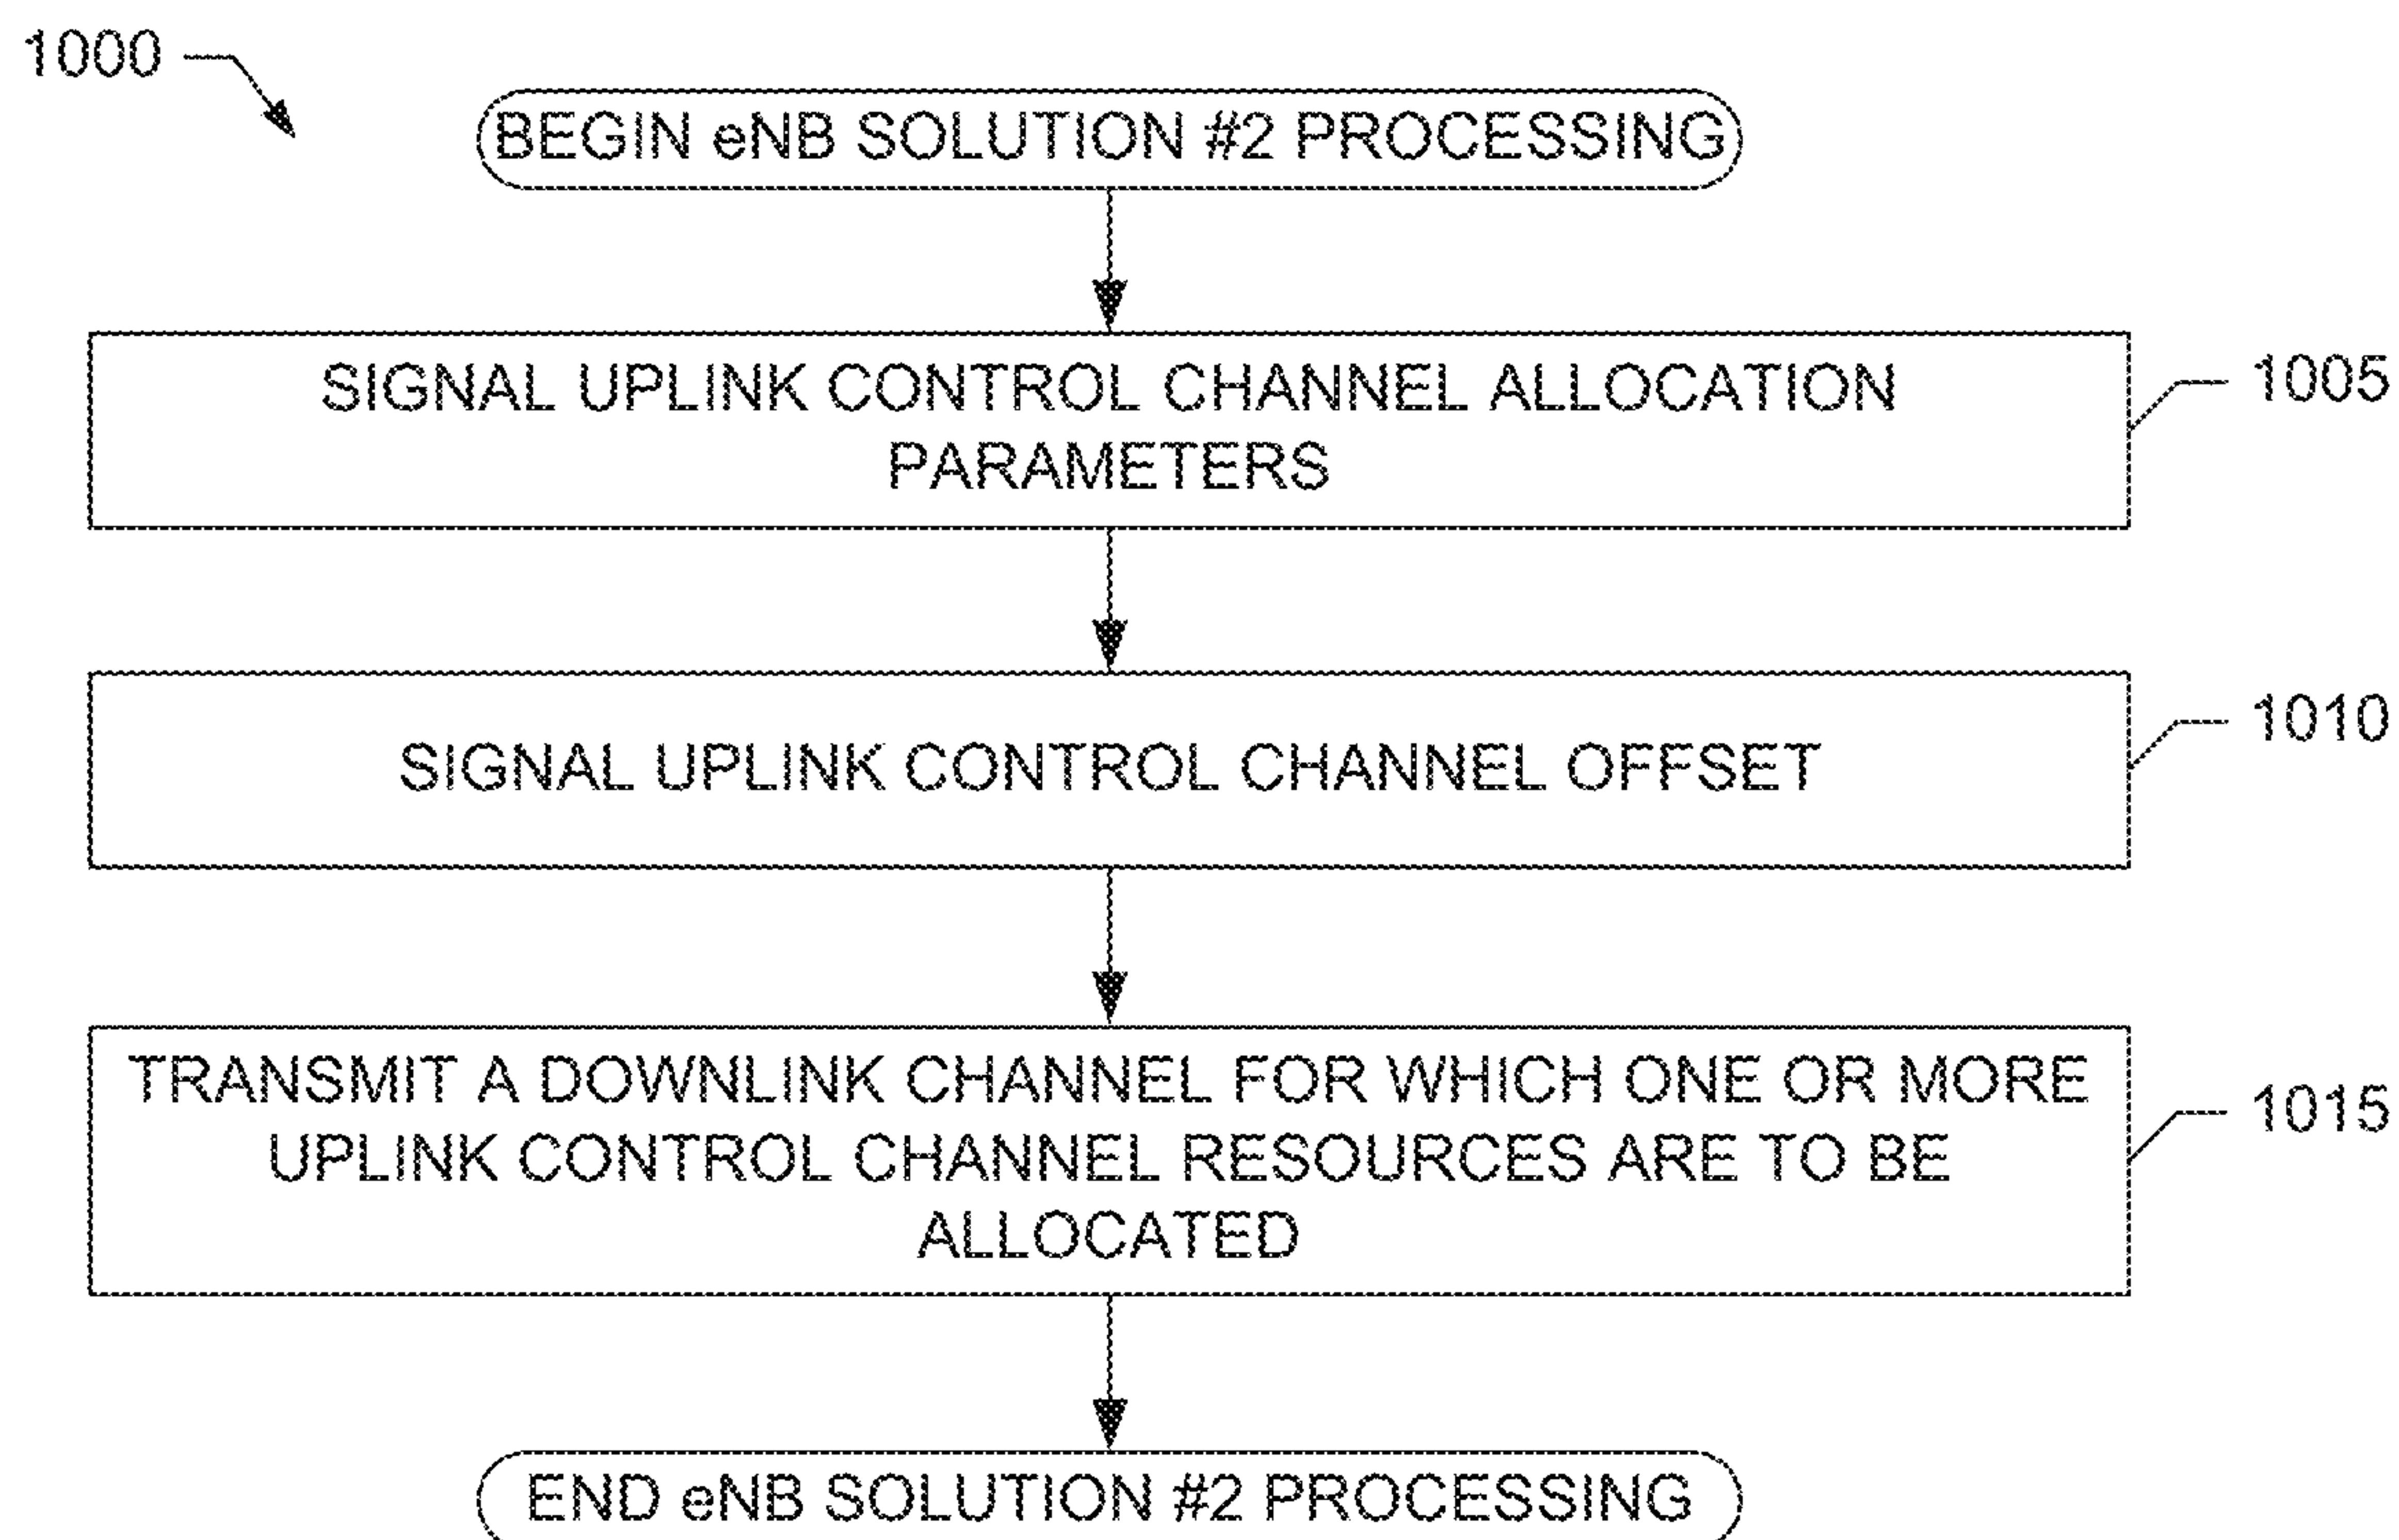 1000
BEGIN eNB SOLUTION #2 PROCESSING
SIGNAL UPLINK CONTROL CHANNEL ALLOCATION
PARAMETERS
1005
SIGNAL UPLINK CONTROL CHANNEL OFFSET
1010
TRANSMIT A DOWNLINK CHANNEL FOR WHICH ONE OR MORE
UPLINK CONTROL CHANNEL RESOURCES ARE TO BE
ALLOCATED
1015
END eNB SOLUTION #2 PROCESSING